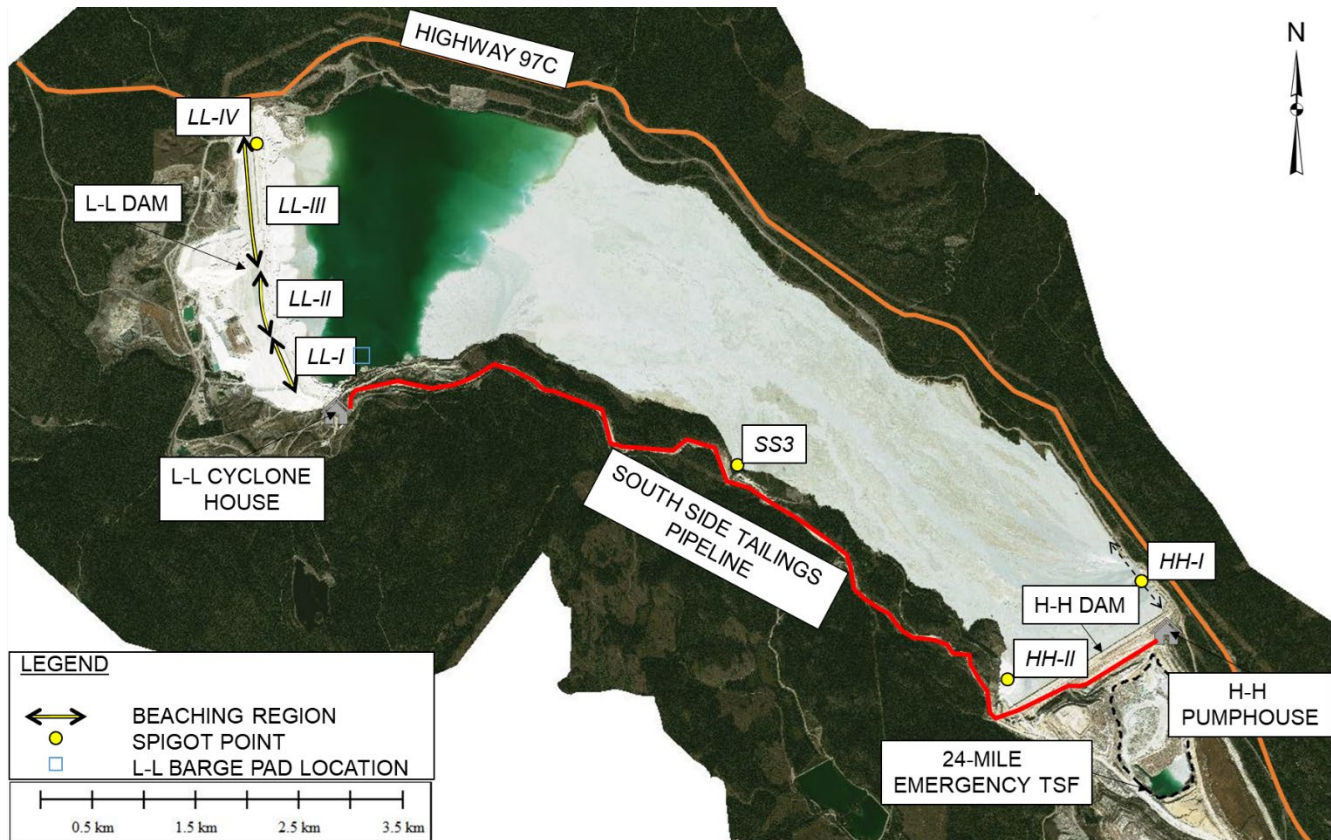 HIGHWAY 97C
N
LL-IV
L-L DAM
LL-III
LL-II
LL-I
L-L CYCLONE
HOUSE
SS3
SOUTH SIDE TAILINGS
PIPELINE
HH-I
H-H DAM
HH-II
H-H
PUMPHOUSE
24-MILE
EMERGENCY TSF
LEGEND
BEACHING REGION
SPIGOT POINT
L-L BARGE PAD LOCATION
0.5 km 1.5 km 2.5 km 3.5 km